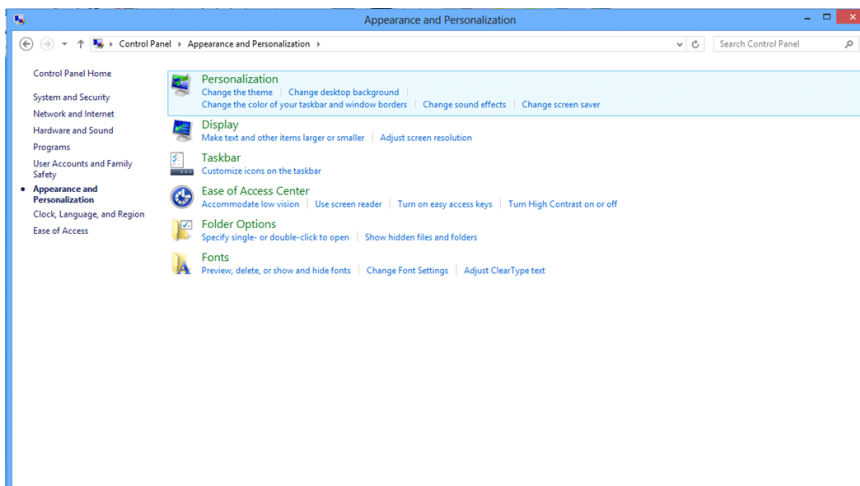 Appearance and Personalization
Control Panel Appearance and Personalization
Search Control Panel
Control Panel Home
System and Security
Network and Internet
Hardware and Sound
Programs
User Accounts and Family
Safety
Appearance and
Personalization
Clock, Language, and Region
Ease of Access
Personalization
Change the theme Change desktop background
Change the color of your taskbar and window borders Change sound effects Change screen saver
Display
Make text and other items larger or smaller Adjust screen resolution
Taskbar
Customize icons on the taskbar
Ease of Access Center
Accommodate low vision Use screen reader Turn on easy access keys Turn High Contrast on or off
Folder Options
Specify single- or double-click to open Show hidden files and folders
Fonts
Preview, delete, or show and hide fonts Change Font Settings Adjust ClearType text